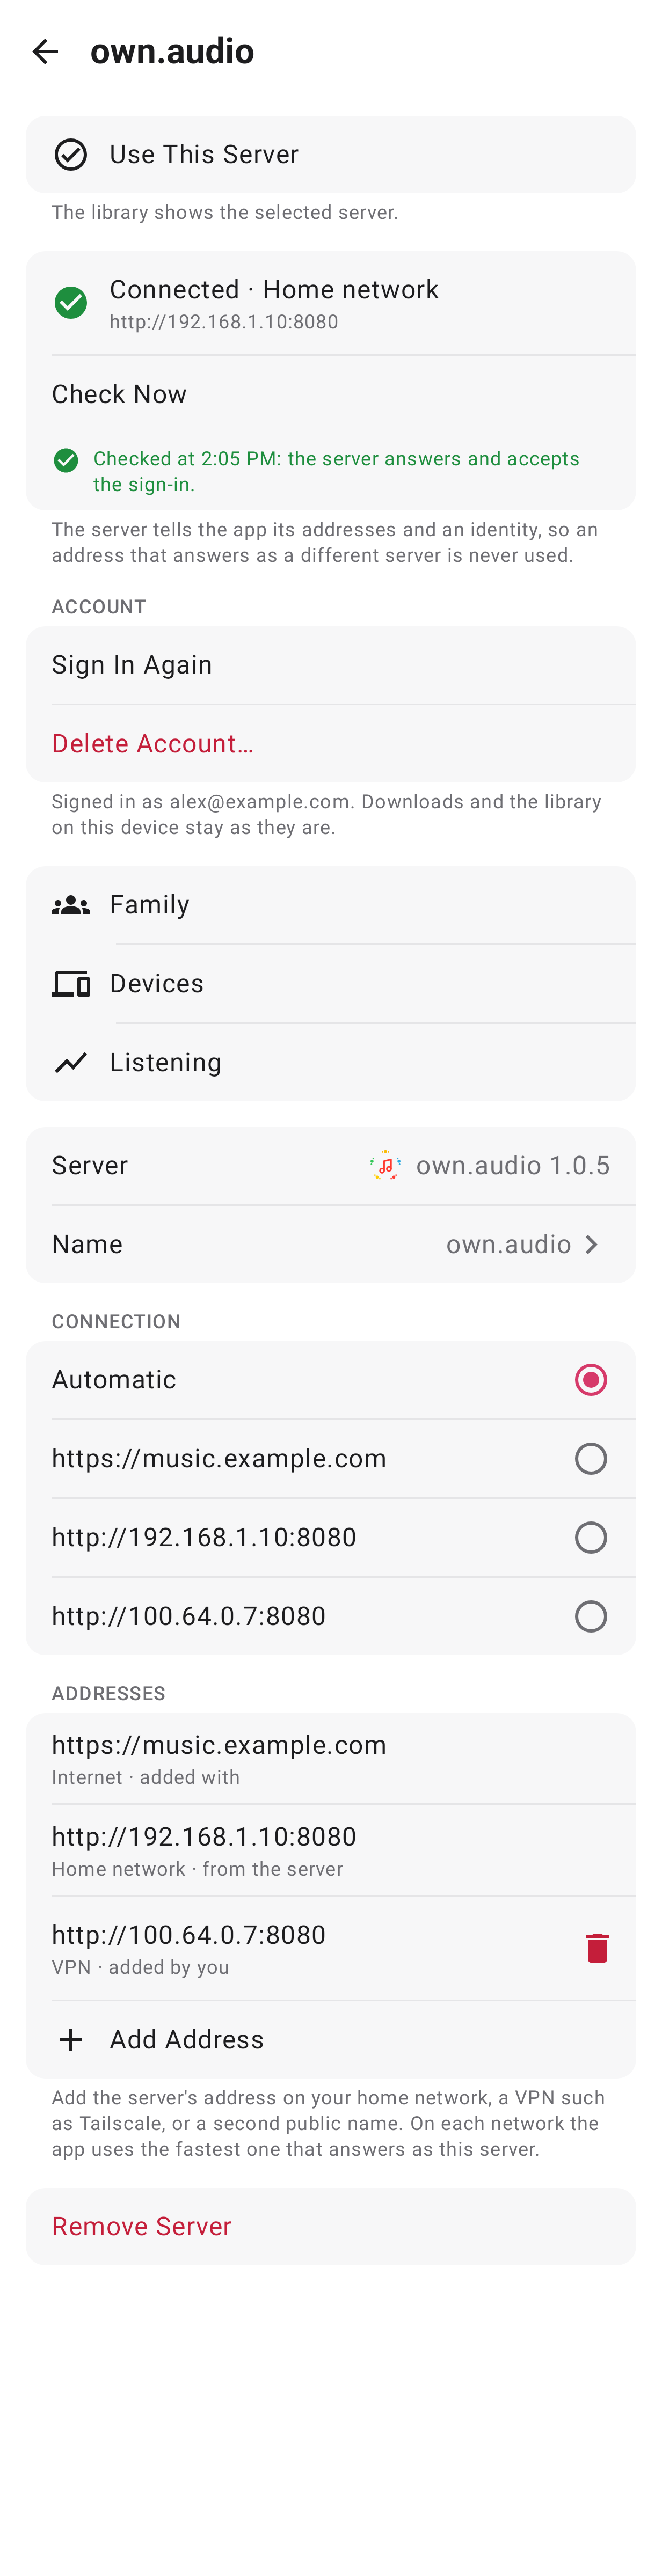 own.audio
Use This Server
The library shows the selected server.
Connected · Home network
http://192.168.1.10:8080
Check Now
Checked at 2:05 PM: the server answers and accepts
the sign-in.
The server tells the app its addresses and an identity, so an
address that answers as a different server is never used.
ACCOUNT
Sign In Again
Delete Account…
Signed in as alex@example.com. Downloads and the library
on this device stay as they are.
Family
Devices
Listening
Server own.audio 1.0.5
Name own.audio
CONNECTION
Automatic
https://music.example.com
http://192.168.1.10:8080
http://100.64.0.7:8080
ADDRESSES
https://music.example.com
Internet · added with
http://192.168.1.10:8080
Home network · from the server
http://100.64.0.7:8080
VPN · added by you
Add Address
Add the server's address on your home network, a VPN such
as Tailscale, or a second public name. On each network the
app uses the fastest one that answers as this server.
Remove Server